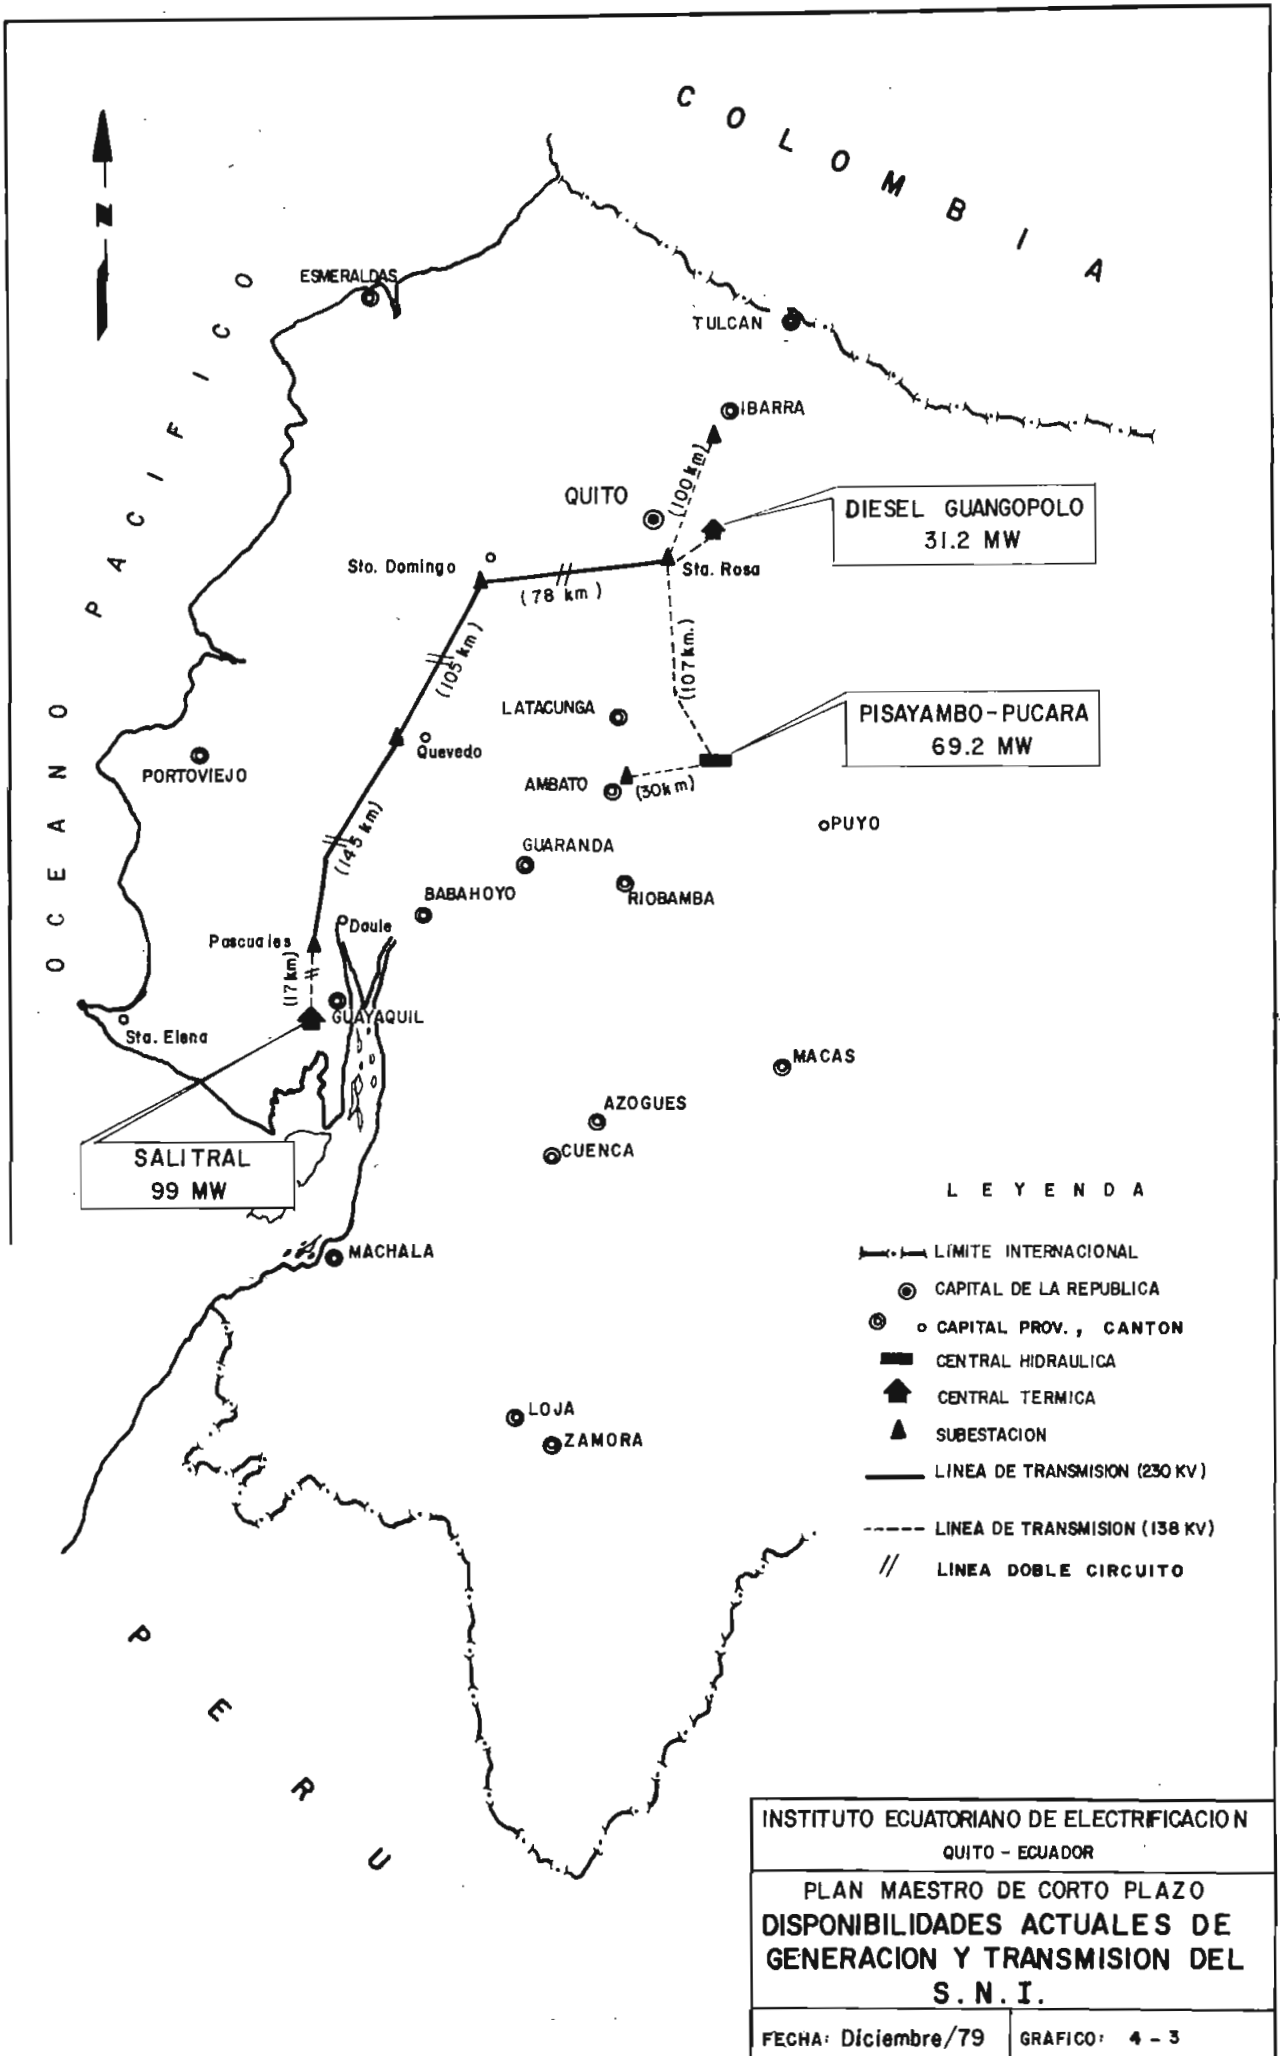 COLOMBIA
N
OCEANO PACIFICO
ESMERALDAS
TULCAN
IBARRA
(100 km)
QUITO
DIESEL GUANGOPOLO
31.2 MW
Sto. Domingo
Sta. Rosa
(78 km)
(105 km)
(107 km.)
LATACUNGA
PISAYAMBO-PUCARA
69.2 MW
Quevedo
PORTOVIEJO
AMBATO
(30km)
(145 km)
PUYO
GUARANDA
BABAHOYO
RIOBAMBA
Daule
Pascuales
(17km)
GUAYAQUIL
Sta. Elena
MACAS
AZOGUES
CUENCA
SALITRAL
99 MW
MACHALA
LOJA
ZAMORA
PERU
LEYENDA
LIMITE INTERNACIONAL
CAPITAL DE LA REPUBLICA
CAPITAL PROV., CANTON
CENTRAL HIDRAULICA
CENTRAL TERMICA
SUBESTACION
LINEA DE TRANSMISION (230 KV)
LINEA DE TRANSMISION (138 KV)
LINEA DOBLE CIRCUITO
INSTITUTO ECUATORIANO DE ELECTRIFICACION
QUITO - ECUADOR
PLAN MAESTRO DE CORTO PLAZO
DISPONIBILIDADES ACTUALES DE
GENERACION Y TRANSMISION DEL
S.N.I.
FECHA: Diciembre/79
GRAFICO: 4 - 3